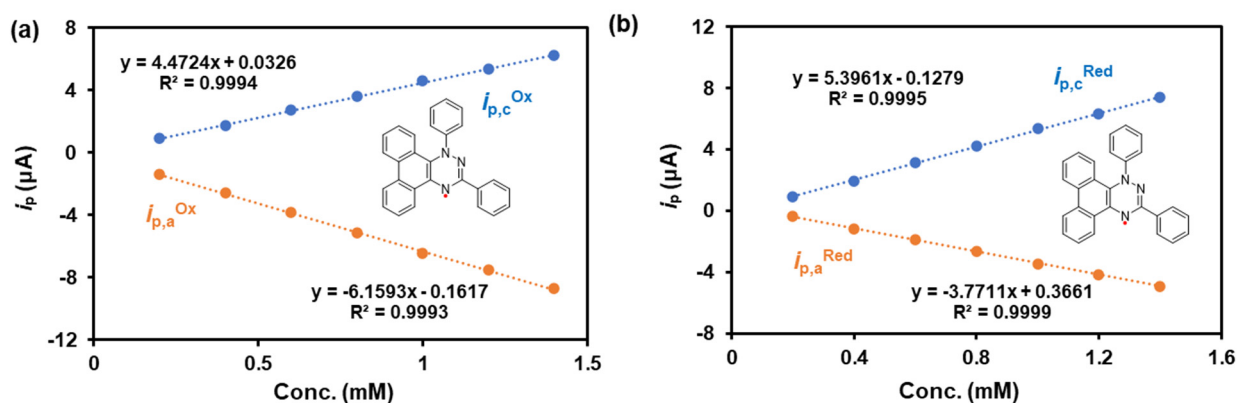 (a)
8
4
0
-4
-8
-12
i_p (μA)
y = 4.4724x + 0.0326
R² = 0.9994
i_p,c^Ox
N
N
N
i_p,a^Ox
y = -6.1593x - 0.1617
R² = 0.9993
0 0.5 1 1.5
Conc. (mM)
(b)
12
8
4
0
-4
-8
i_p (μA)
y = 5.3961x - 0.1279
R² = 0.9995
i_p,c^Red
N
N
N
i_p,a^Red
y = -3.7711x + 0.3661
R² = 0.9999
0 0.4 0.8 1.2 1.6
Conc. (mM)